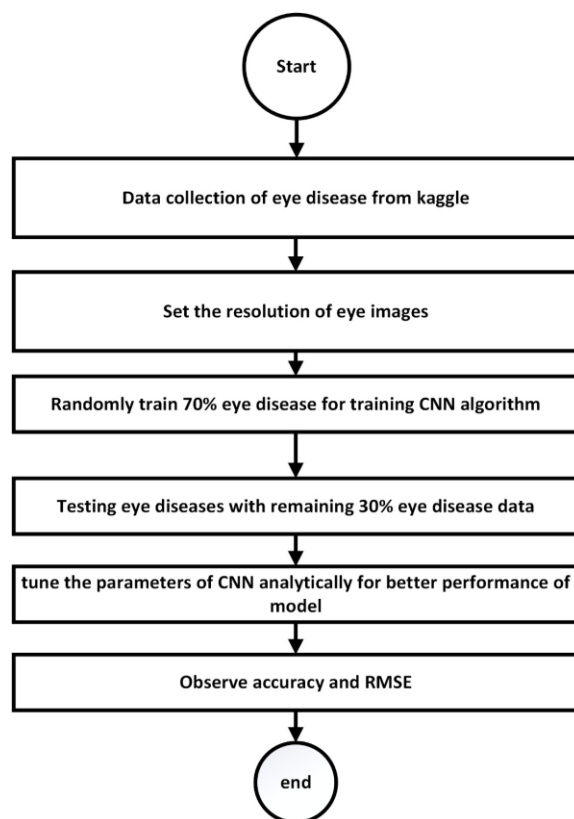 Start
Data collection of eye disease from kaggle
Set the resolution of eye images
Randomly train 70% eye disease for training CNN algorithm
Testing eye diseases with remaining 30% eye disease data
tune the parameters of CNN analytically for better performance of
model
Observe accuracy and RMSE
end